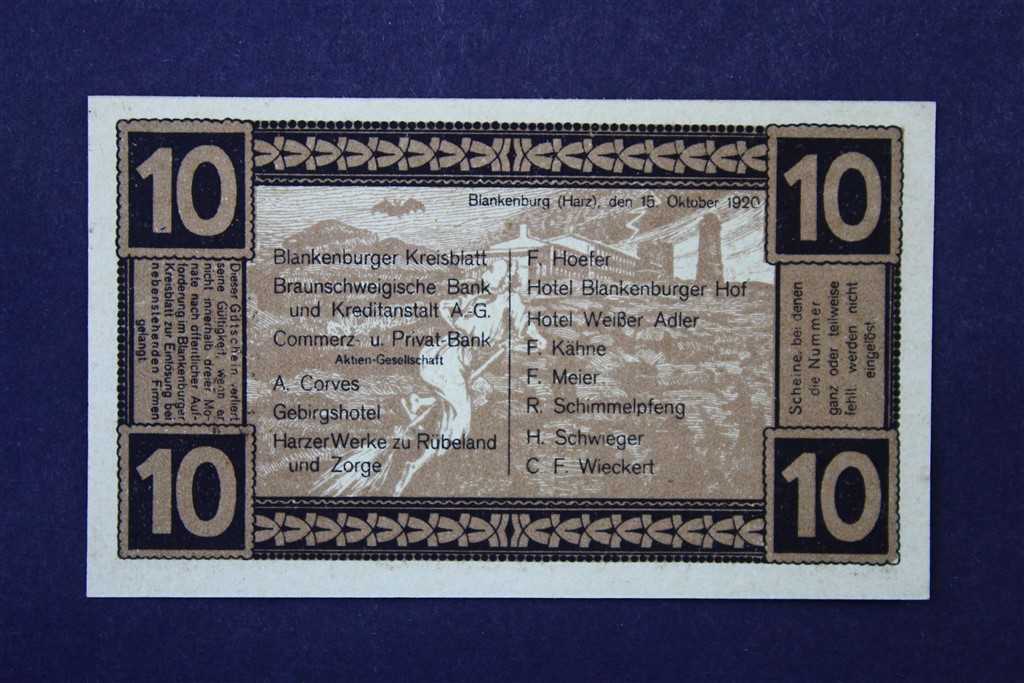 10
10
Blankenburg (Harz), den 15. Oktober 1920
Blankenburger Kreisblatt
Braunschweigische Bank
und Kreditanstalt A.-G.
Commerz- u. Privat-Bank
Aktien-Gesellschaft
A. Corves
Gebirgshotel
Harzer Werke zu Rübeland
und Zorge
F. Hoefer
Hotel Blankenburger Hof
Hotel Weißer Adler
F. Kähne
F. Meier
R. Schimmelpfeng
H. Schwieger
C. F. Wieckert
Dieser Gutschein verliert
seine Gültigkeit, wenn er
nicht innerhalb dreier Mo-
nate nach öffentlicher Auf-
forderung im Blankenburger
Kreisblatt zur Einlösung bei
nebenstehenden Firmen
gelangt
Scheine, bei denen
die Nummer
ganz oder teilweise
fehlt werden nicht
eingelöst
10
10